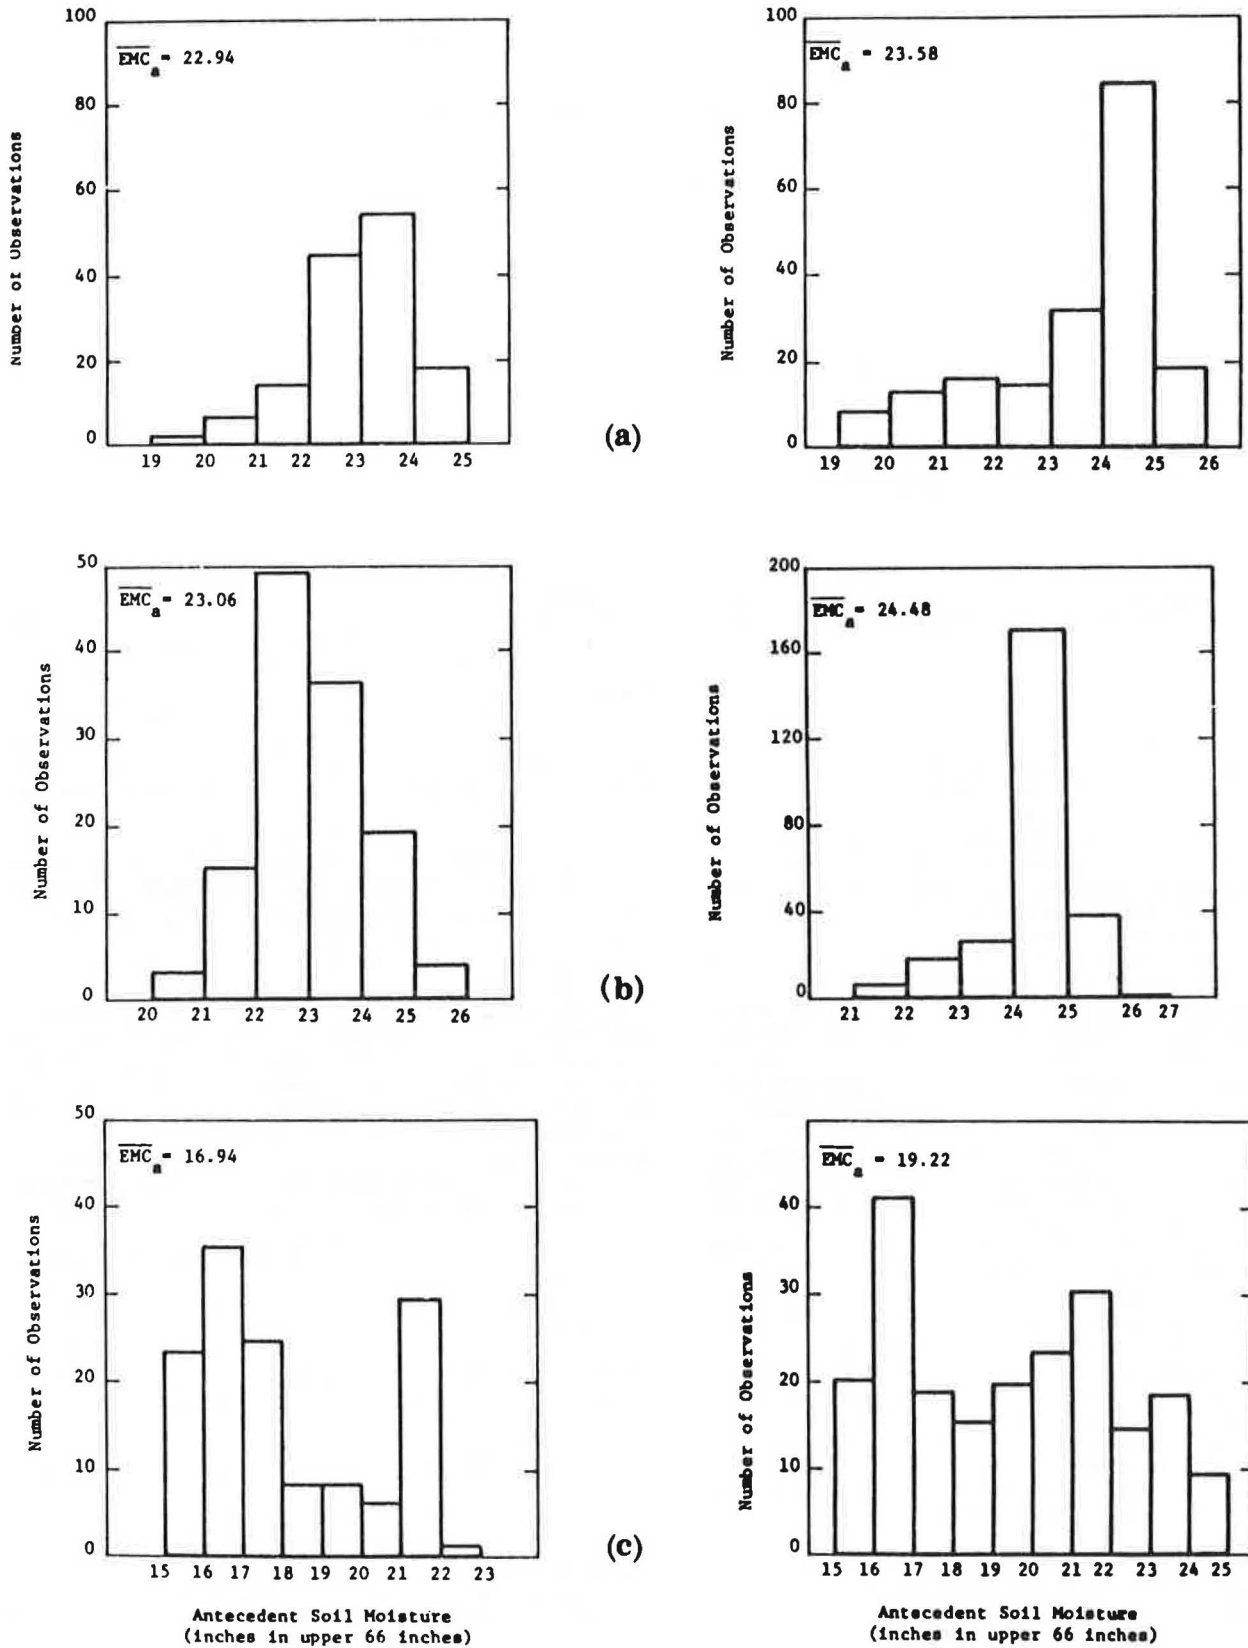 100
80
60
40
20
0
Number of Observations
EMC a = 22.94
19 20 21 22 23 24 25
(a)
100
80
60
40
20
0
Number of Observations
EMC a = 23.58
19 20 21 22 23 24 25 26
50
40
30
20
10
0
Number of Observations
EMC a = 23.06
20 21 22 23 24 25 26
(b)
200
160
120
80
40
0
Number of Observations
EMC a = 24.48
21 22 23 24 25 26 27
50
40
30
20
10
0
Number of Observations
EMC a = 16.94
15 16 17 18 19 20 21 22 23
Antecedent Soil Moisture
(inches in upper 66 inches)
(c)
40
30
20
10
0
Number of Observations
EMC a = 19.22
15 16 17 18 19 20 21 22 23 24 25
Antecedent Soil Moisture
(inches in upper 66 inches)